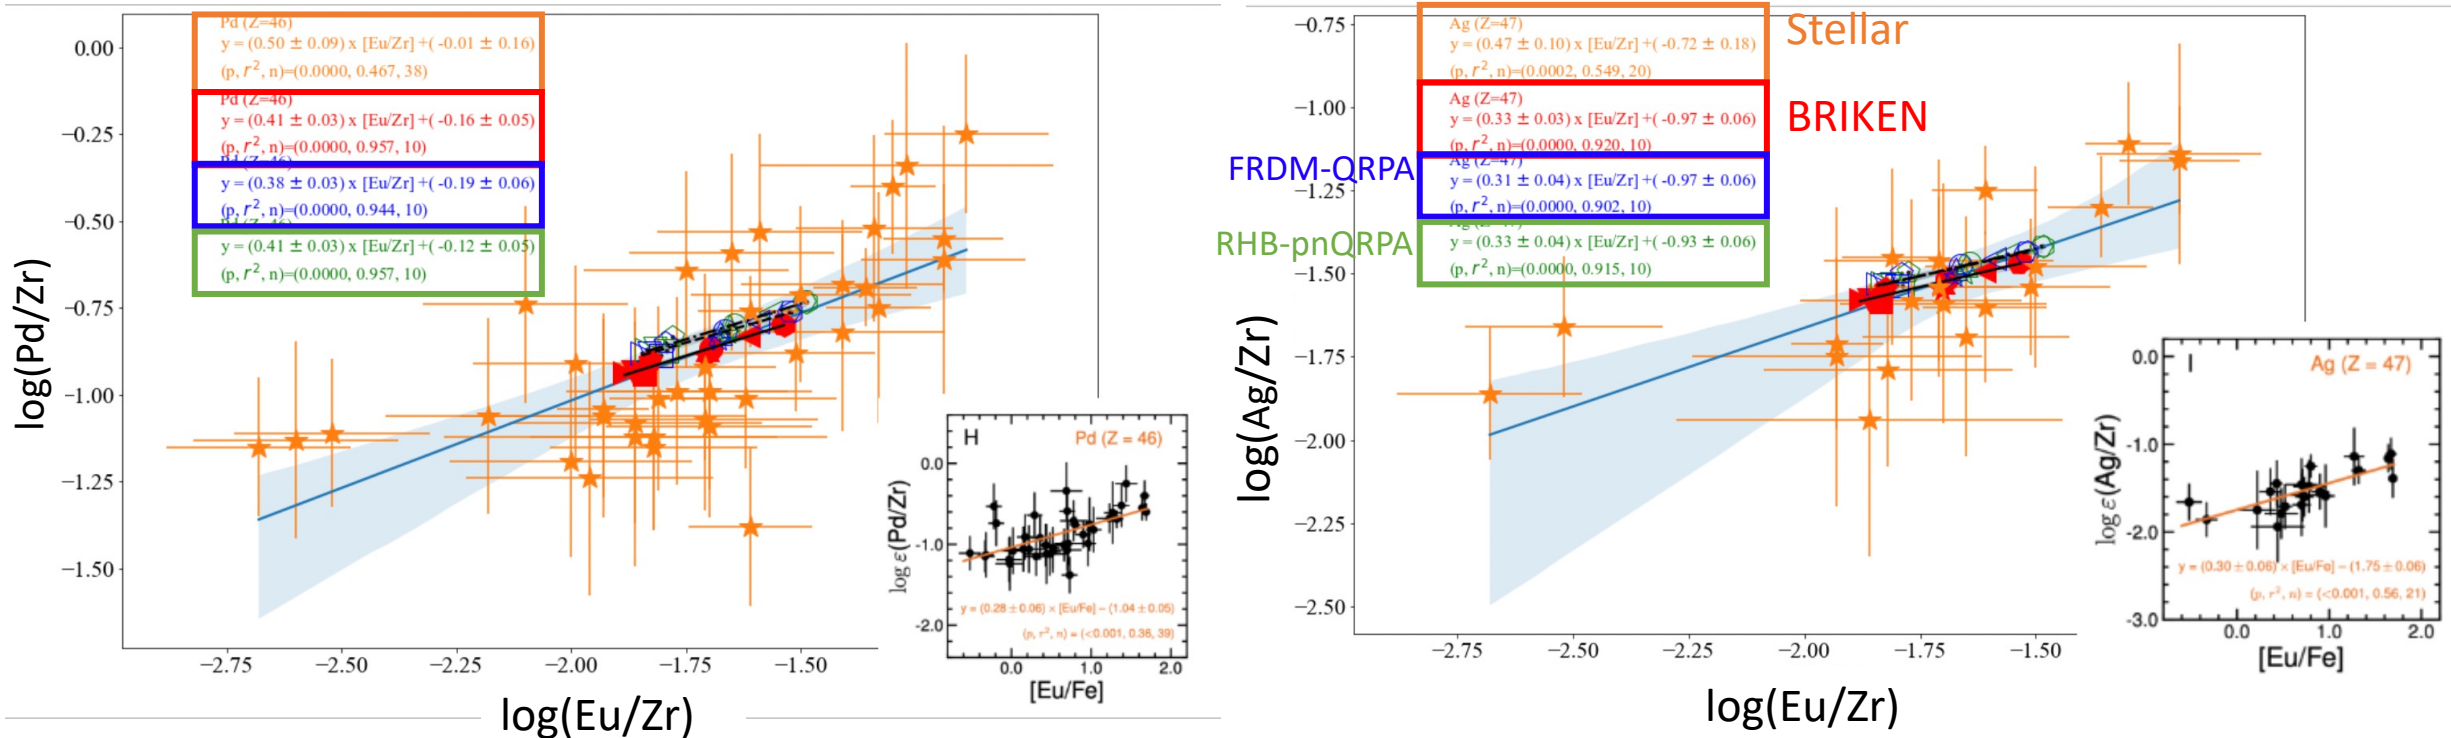 Pd (Z=46)
y = (0.50 ± 0.09) x [Eu/Zr] +( -0.01 ± 0.16)
(p, r², n)=(0.0000, 0.467, 38)
Pd (Z=46)
y = (0.41 ± 0.03) x [Eu/Zr] +( -0.16 ± 0.05)
(p, r², n)=(0.0000, 0.957, 10)
Pd (Z=46)
y = (0.38 ± 0.03) x [Eu/Zr] +( -0.19 ± 0.06)
(p, r², n)=(0.0000, 0.944, 10)
Pd (Z=46)
y = (0.41 ± 0.03) x [Eu/Zr] +( -0.12 ± 0.05)
(p, r², n)=(0.0000, 0.957, 10)
0.00
−0.25
−0.50
−0.75
−1.00
−1.25
−1.50
log(Pd/Zr)
−2.75
−2.50
−2.25
−2.00
−1.75
−1.50
log(Eu/Zr)
H
Pd (Z = 46)
0.0
-1.0
-2.0
log ε(Pd/Zr)
y = (0.28 ± 0.06) × [Eu/Fe] − (1.04 ± 0.05)
(p, r², n) = (<0.001, 0.38, 39)
0.0
1.0
2.0
[Eu/Fe]
Ag (Z=47)
y = (0.47 ± 0.10) x [Eu/Zr] +( -0.72 ± 0.18)
(p, r², n)=(0.0002, 0.549, 20)
Stellar
Ag (Z=47)
y = (0.33 ± 0.03) x [Eu/Zr] +( -0.97 ± 0.06)
(p, r², n)=(0.0000, 0.920, 10)
BRIKEN
FRDM-QRPA
Ag (Z=47)
y = (0.31 ± 0.04) x [Eu/Zr] +( -0.97 ± 0.06)
(p, r², n)=(0.0000, 0.902, 10)
RHB-pnQRPA
y = (0.33 ± 0.04) x [Eu/Zr] +( -0.93 ± 0.06)
(p, r², n)=(0.0000, 0.915, 10)
−0.75
−1.00
−1.25
−1.50
−1.75
−2.00
−2.25
−2.50
log(Ag/Zr)
−2.75
−2.50
−2.25
−2.00
−1.75
−1.50
log(Eu/Zr)
I
Ag (Z = 47)
0.0
-1.0
-2.0
-3.0
log ε(Ag/Zr)
y = (0.30 ± 0.06) × [Eu/Fe] − (1.75 ± 0.06)
(p, r², n) = (<0.001, 0.56, 21)
0.0
1.0
2.0
[Eu/Fe]